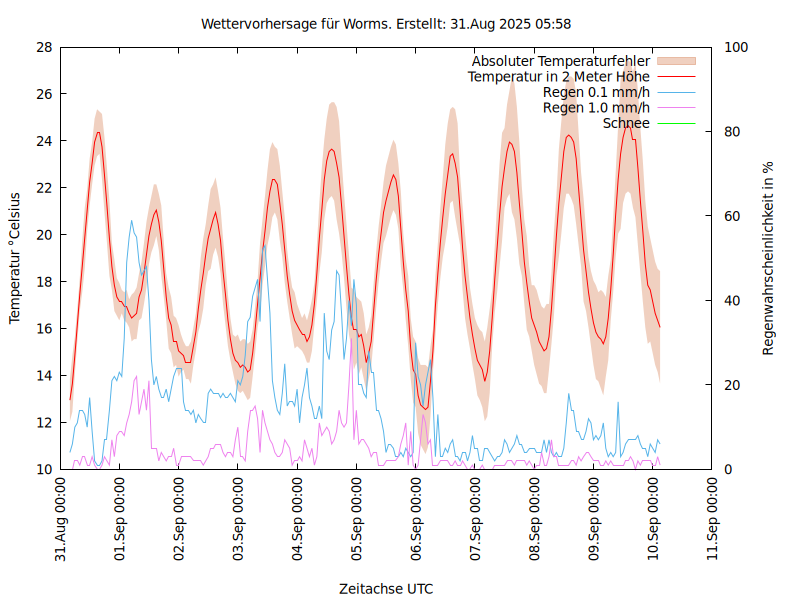 Wettervorhersage für Worms. Erstellt: 31.Aug 2025 05:58
Absoluter Temperaturfehler
Temperatur in 2 Meter Höhe
Regen 0.1 mm/h
Regen 1.0 mm/h
Schnee
Temperatur °Celsius
28
26
24
22
20
18
16
14
12
10
Regenwahrscheinlichkeit in %
100
80
60
40
20
0
31.Aug 00:00
01.Sep 00:00
02.Sep 00:00
03.Sep 00:00
04.Sep 00:00
05.Sep 00:00
06.Sep 00:00
07.Sep 00:00
08.Sep 00:00
09.Sep 00:00
10.Sep 00:00
11.Sep 00:00
Zeitachse UTC